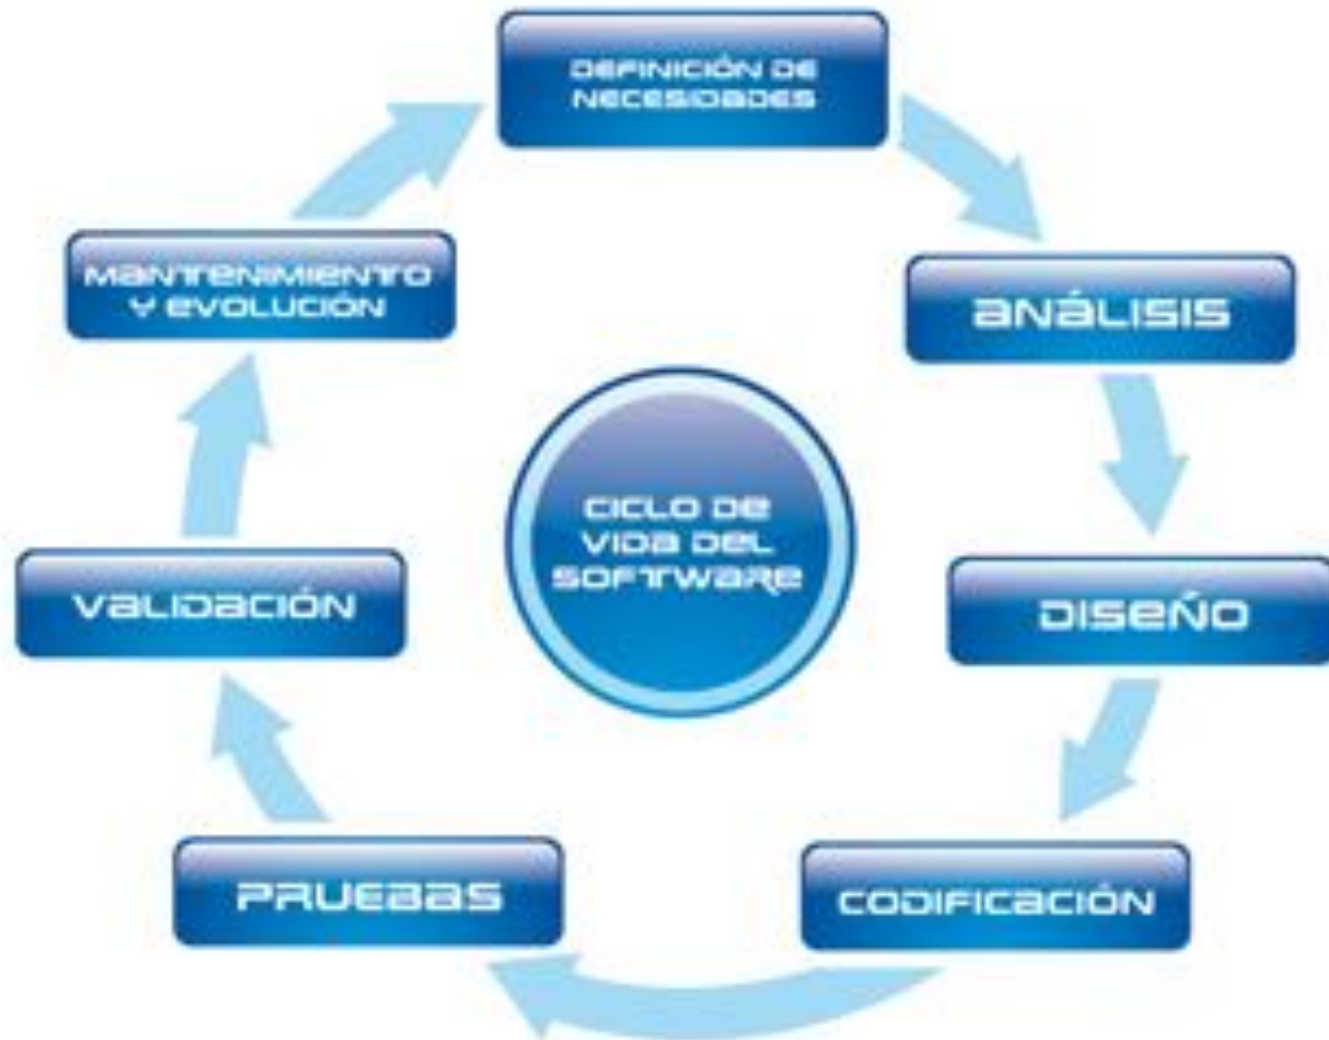 DEFINICIÓN DE
NECESIDADES
MANTENIMIENTO
Y EVOLUCIÓN
ANÁLISIS
CICLO DE
VIDA DEL
SOFTWARE
VALIDACIÓN
DISEÑO
PRUEBAS
CODIFICACIÓN